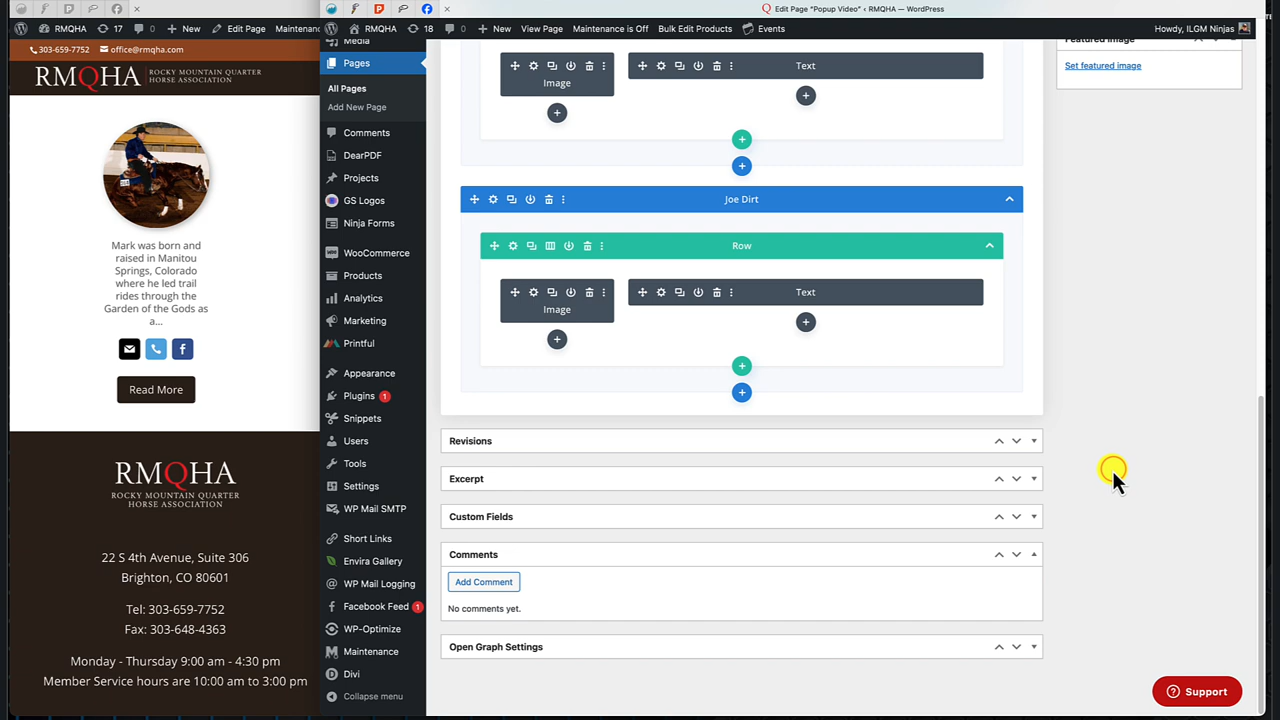 Edit Page "Popup Video" ‹ RMQHA — WordPress
RMQHA 17 0 New Edit Page Maintenanc
RMQHA 18 0 New View Page Maintenance is Off Bulk Edit Products Events Howdy, ILGM Ninjas
303-659-7752 office@rmqha.com
RMQHA ROCKY MOUNTAIN QUARTER
HORSE ASSOCIATION
Mark was born and
raised in Manitou
Springs, Colorado
where he led trail
rides through the
Garden of the Gods as
a...
Read More
RMQHA
ROCKY MOUNTAIN QUARTER
HORSE ASSOCIATION
22 S 4th Avenue, Suite 306
Brighton, CO 80601
Tel: 303-659-7752
Fax: 303-648-4363
Monday - Thursday 9:00 am - 4:30 pm
Member Service hours are 10:00 am to 3:00 pm
Media
Pages
All Pages
Add New Page
Comments
DearPDF
Projects
GS Logos
Ninja Forms
WooCommerce
Products
Analytics
Marketing
Printful
Appearance
Plugins 1
Snippets
Users
Tools
Settings
WP Mail SMTP
Short Links
Envira Gallery
WP Mail Logging
Facebook Feed 1
WP-Optimize
Maintenance
Divi
Collapse menu
Image
Text
Joe Dirt
Row
Image
Text
Revisions
Excerpt
Custom Fields
Comments
Add Comment
No comments yet.
Open Graph Settings
Featured image
Set featured image
Support